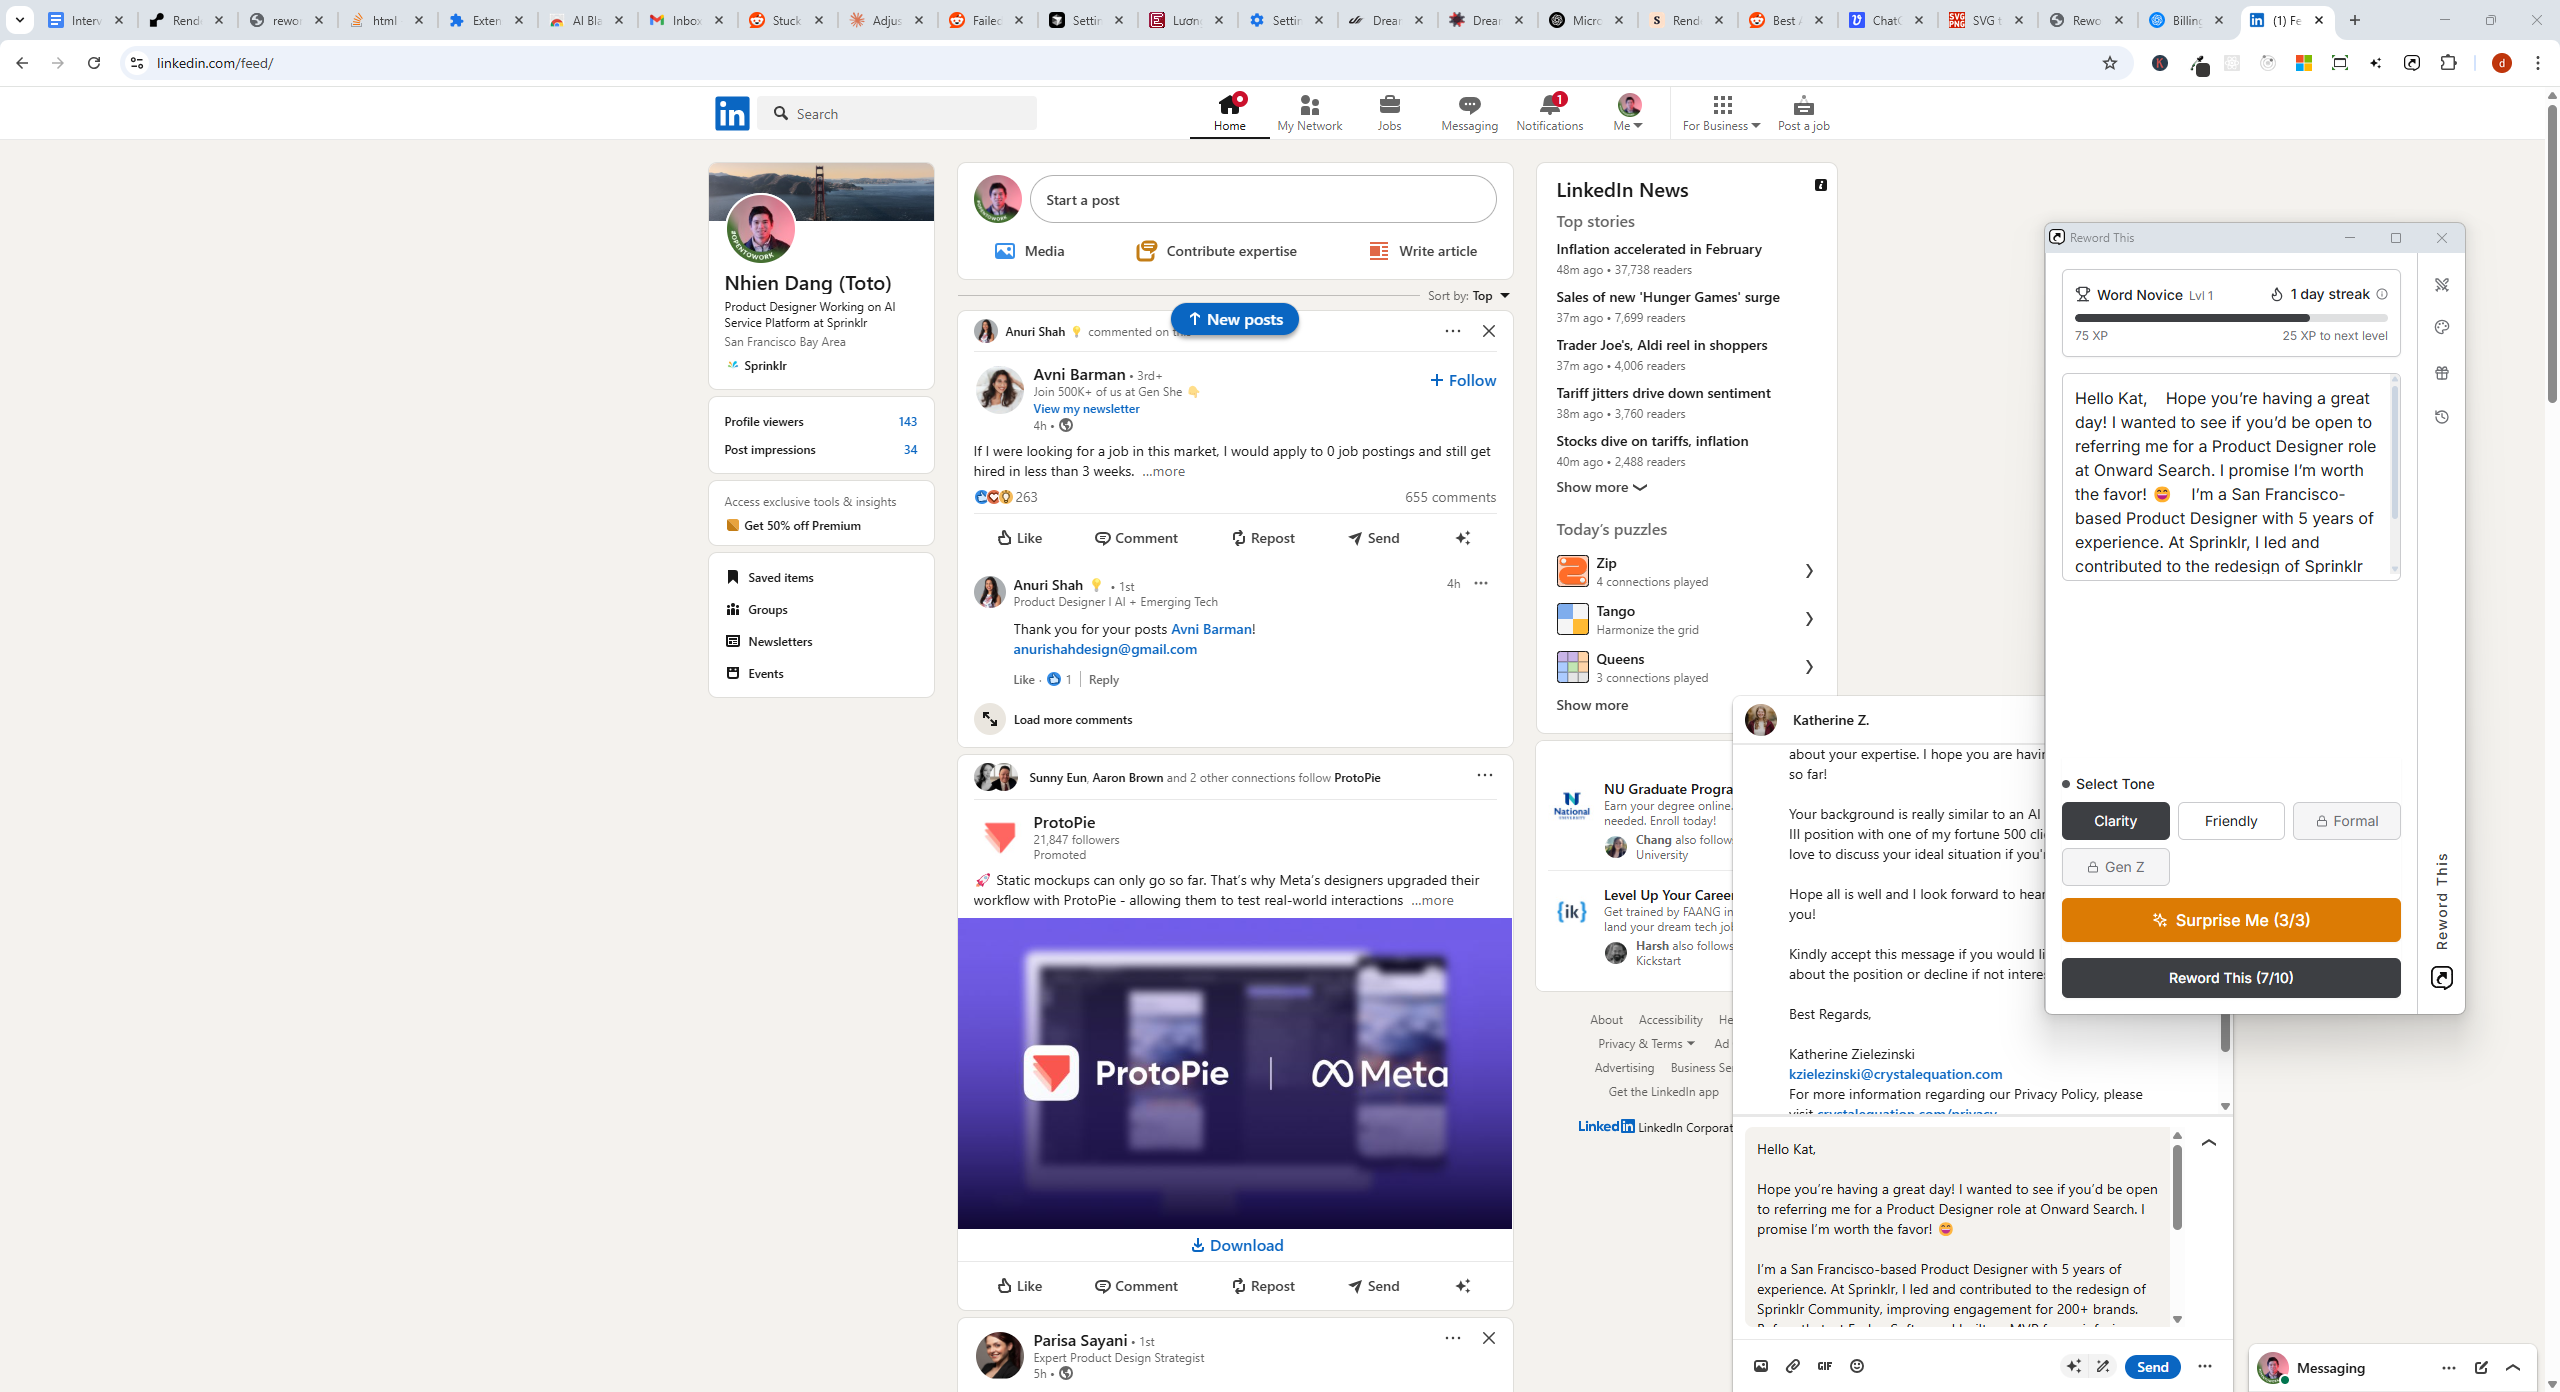 Interv
Rend
rewor
html
Exten
AI Bla
Inbox
Stuck
Adjus
Failed
Settin
Lươn
Settin
Drear
Drear
Micro
Rend
Best
ChatG
SVG t
Rewo
Billing
(1) Fe
linkedin.com/feed/
Search
Home
My Network
Jobs
Messaging
1
Notifications
Me
For Business
Post a job
#OPENTOWORK
Nhien Dang (Toto)
Product Designer Working on AI
Service Platform at Sprinklr
San Francisco Bay Area
Sprinklr
Profile viewers 143
Post impressions 34
Access exclusive tools & insights
Get 50% off Premium
Saved items
Groups
Newsletters
Events
Start a post
Media
Contribute expertise
Write article
Sort by: Top
New posts
Anuri Shah 💡 commented on this
Avni Barman • 3rd+
Join 500K+ of us at Gen She 👇
View my newsletter
4h •
+ Follow
If I were looking for a job in this market, I would apply to 0 job postings and still get
hired in less than 3 weeks. ...more
263
655 comments
Like
Comment
Repost
Send
Anuri Shah 💡 • 1st
4h
Product Designer I AI + Emerging Tech
Thank you for your posts Avni Barman!
anurishahdesign@gmail.com
Like · 1 | Reply
Load more comments
Sunny Eun, Aaron Brown and 2 other connections follow ProtoPie
ProtoPie
21,847 followers
Promoted
🚀 Static mockups can only go so far. That's why Meta's designers upgraded their
workflow with ProtoPie - allowing them to test real-world interactions ...more
ProtoPie | Meta
Download
Like
Comment
Repost
Send
Parisa Sayani • 1st
Expert Product Design Strategist
5h •
LinkedIn News
Top stories
Inflation accelerated in February
48m ago • 37,738 readers
Sales of new 'Hunger Games' surge
37m ago • 7,699 readers
Trader Joe's, Aldi reel in shoppers
37m ago • 4,006 readers
Tariff jitters drive down sentiment
38m ago • 3,760 readers
Stocks dive on tariffs, inflation
40m ago • 2,488 readers
Show more
Today's puzzles
Zip
4 connections played
Tango
Harmonize the grid
Queens
3 connections played
Show more
National
University
NU Graduate Progra
Earn your degree online.
needed. Enroll today!
Chang also follow
University
{ik}
Level Up Your Career
Get trained by FAANG in
land your dream tech jo
Harsh also follows
Kickstart
About Accessibility He
Privacy & Terms Ad
Advertising Business Se
Get the LinkedIn app
LinkedIn LinkedIn Corporat
Katherine Z.
about your expertise. I hope you are havin
so far!
Your background is really similar to an AI
III position with one of my fortune 500 cli
love to discuss your ideal situation if you'r
Hope all is well and I look forward to hear
you!
Kindly accept this message if you would li
about the position or decline if not intere
Best Regards,
Katherine Zielezinski
kzielezinski@crystalequation.com
For more information regarding our Privacy Policy, please
visit crystalequation.com/privacy
Hello Kat,
Hope you're having a great day! I wanted to see if you'd be open
to referring me for a Product Designer role at Onward Search. I
promise I'm worth the favor! 😄
I'm a San Francisco-based Product Designer with 5 years of
experience. At Sprinklr, I led and contributed to the redesign of
Sprinklr Community, improving engagement for 200+ brands.
GIF
Send
Messaging
Reword This
Word Novice Lvl 1
1 day streak
75 XP
25 XP to next level
Hello Kat, Hope you're having a great
day! I wanted to see if you'd be open to
referring me for a Product Designer role
at Onward Search. I promise I'm worth
the favor! 😄 I'm a San Francisco-
based Product Designer with 5 years of
experience. At Sprinklr, I led and
contributed to the redesign of Sprinklr
Select Tone
Clarity
Friendly
Formal
Gen Z
Surprise Me (3/3)
Reword This (7/10)
Reword This